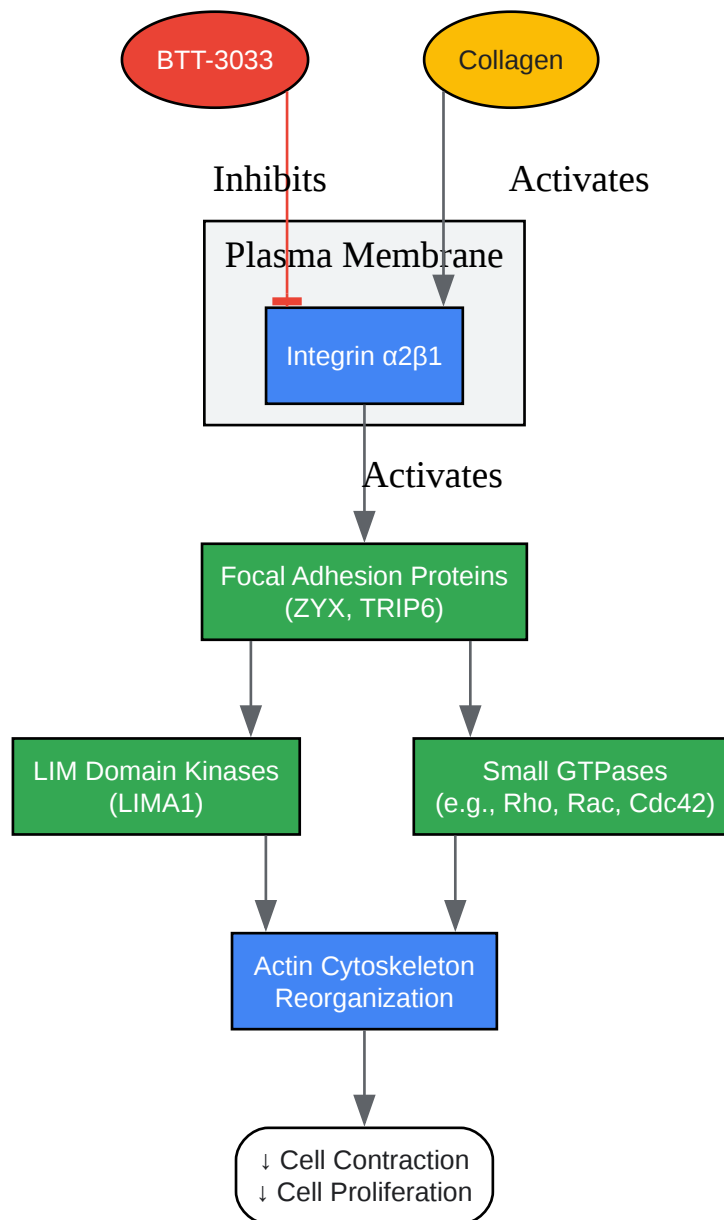 BTT-3033
Collagen
Inhibits
Activates
Plasma Membrane
Integrin α2β1
Activates
Focal Adhesion Proteins
(ZYX, TRIP6)
LIM Domain Kinases
(LIMA1)
Small GTPases
(e.g., Rho, Rac, Cdc42)
Actin Cytoskeleton
Reorganization
↓ Cell Contraction
↓ Cell Proliferation